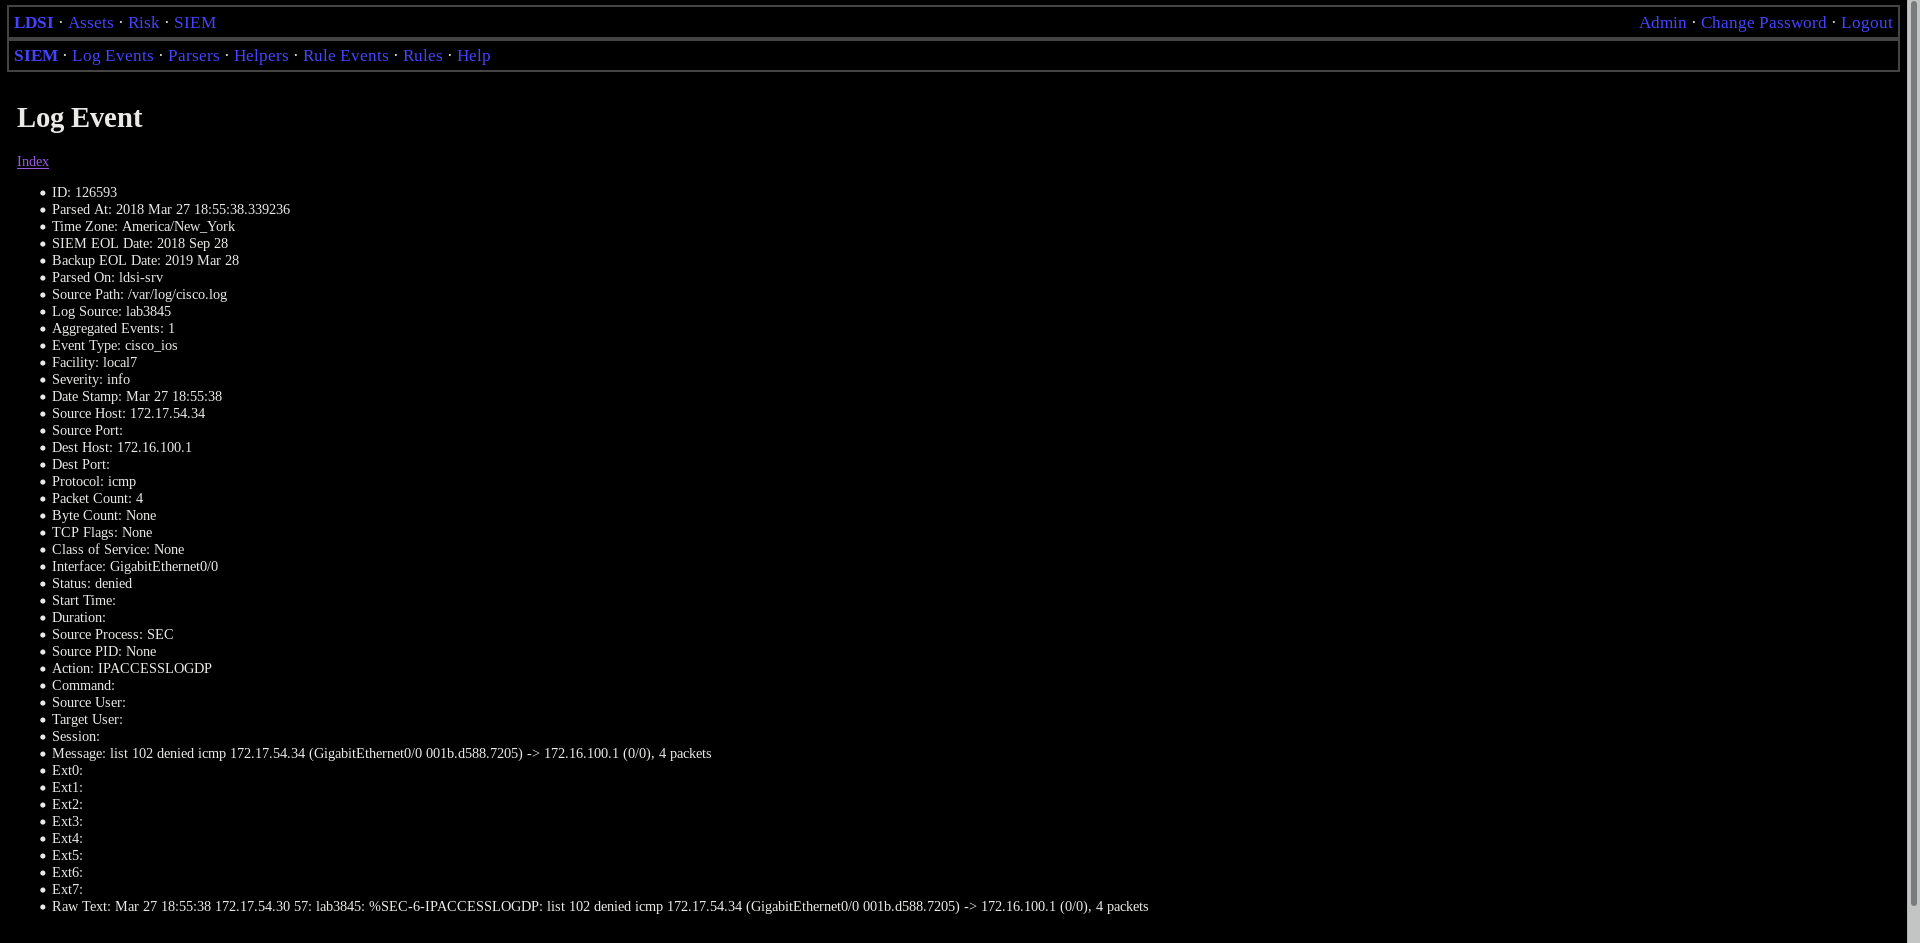 LDSI · Assets · Risk · SIEM Admin · Change Password · Logout
SIEM · Log Events · Parsers · Helpers · Rule Events · Rules · Help
Log Event
Index
• ID: 126593
• Parsed At: 2018 Mar 27 18:55:38.339236
• Time Zone: America/New_York
• SIEM EOL Date: 2018 Sep 28
• Backup EOL Date: 2019 Mar 28
• Parsed On: ldsi-srv
• Source Path: /var/log/cisco.log
• Log Source: lab3845
• Aggregated Events: 1
• Event Type: cisco_ios
• Facility: local7
• Severity: info
• Date Stamp: Mar 27 18:55:38
• Source Host: 172.17.54.34
• Source Port:
• Dest Host: 172.16.100.1
• Dest Port:
• Protocol: icmp
• Packet Count: 4
• Byte Count: None
• TCP Flags: None
• Class of Service: None
• Interface: GigabitEthernet0/0
• Status: denied
• Start Time:
• Duration:
• Source Process: SEC
• Source PID: None
• Action: IPACCESSLOGDP
• Command:
• Source User:
• Target User:
• Session:
• Message: list 102 denied icmp 172.17.54.34 (GigabitEthernet0/0 001b.d588.7205) -> 172.16.100.1 (0/0), 4 packets
• Ext0:
• Ext1:
• Ext2:
• Ext3:
• Ext4:
• Ext5:
• Ext6:
• Ext7:
• Raw Text: Mar 27 18:55:38 172.17.54.30 57: lab3845: %SEC-6-IPACCESSLOGDP: list 102 denied icmp 172.17.54.34 (GigabitEthernet0/0 001b.d588.7205) -> 172.16.100.1 (0/0), 4 packets